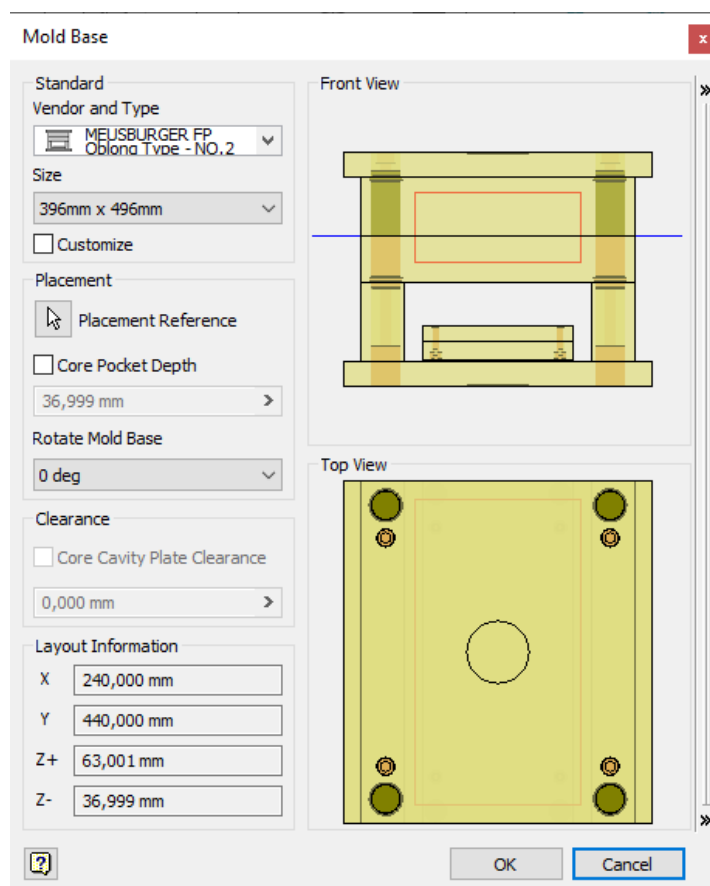 Mold Base
x
Standard
Vendor and Type
MEUSBURGER FP
Oblong Type - NO.2
Size
396mm x 496mm
Customize
Placement
Placement Reference
Core Pocket Depth
36,999 mm
Rotate Mold Base
0 deg
Clearance
Core Cavity Plate Clearance
0,000 mm
Layout Information
X 240,000 mm
Y 440,000 mm
Z+ 63,001 mm
Z- 36,999 mm
Front View
Top View
?
OK
Cancel